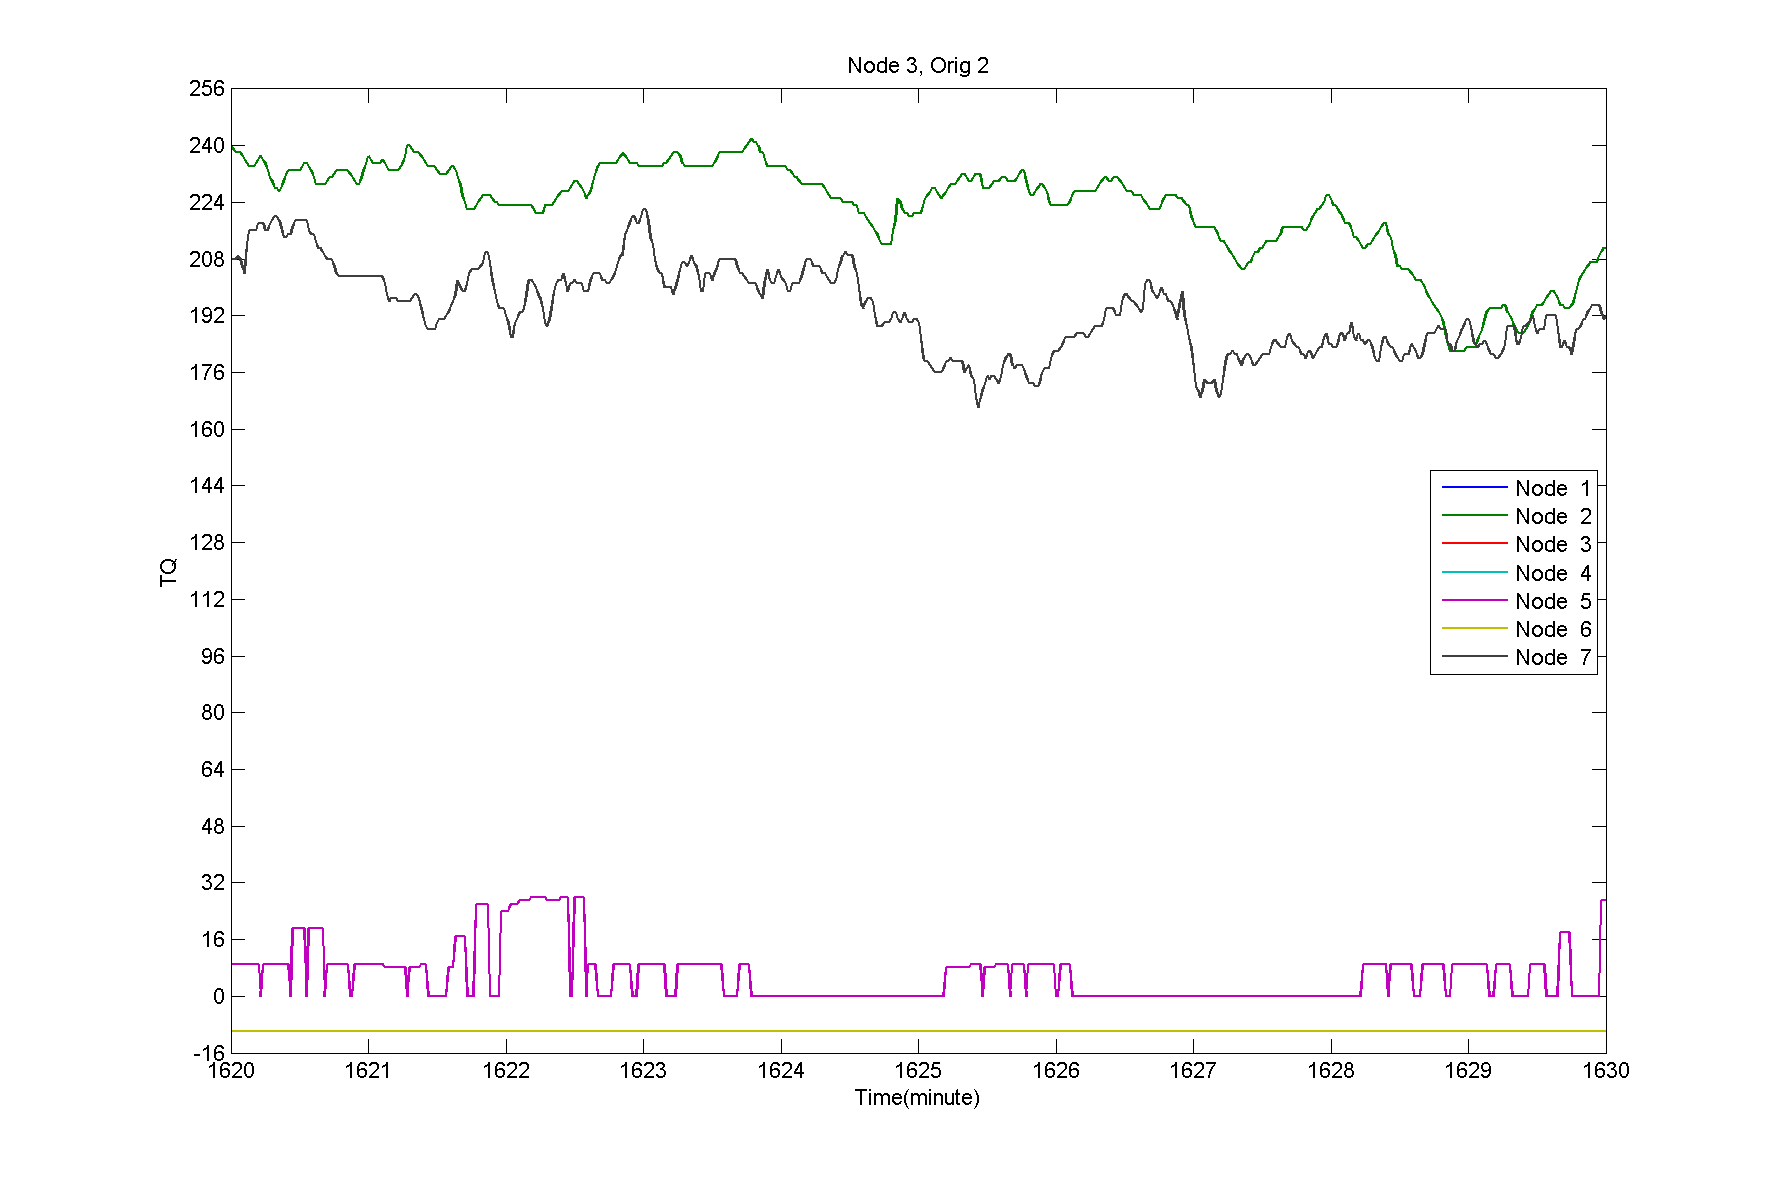 Node 3, Orig 2
256
240
224
208
192
176
160
144
128
112
96
80
64
48
32
16
0
-16
TQ
Node 1
Node 2
Node 3
Node 4
Node 5
Node 6
Node 7
1620 1621 1622 1623 1624 1625 1626 1627 1628 1629 1630
Time(minute)